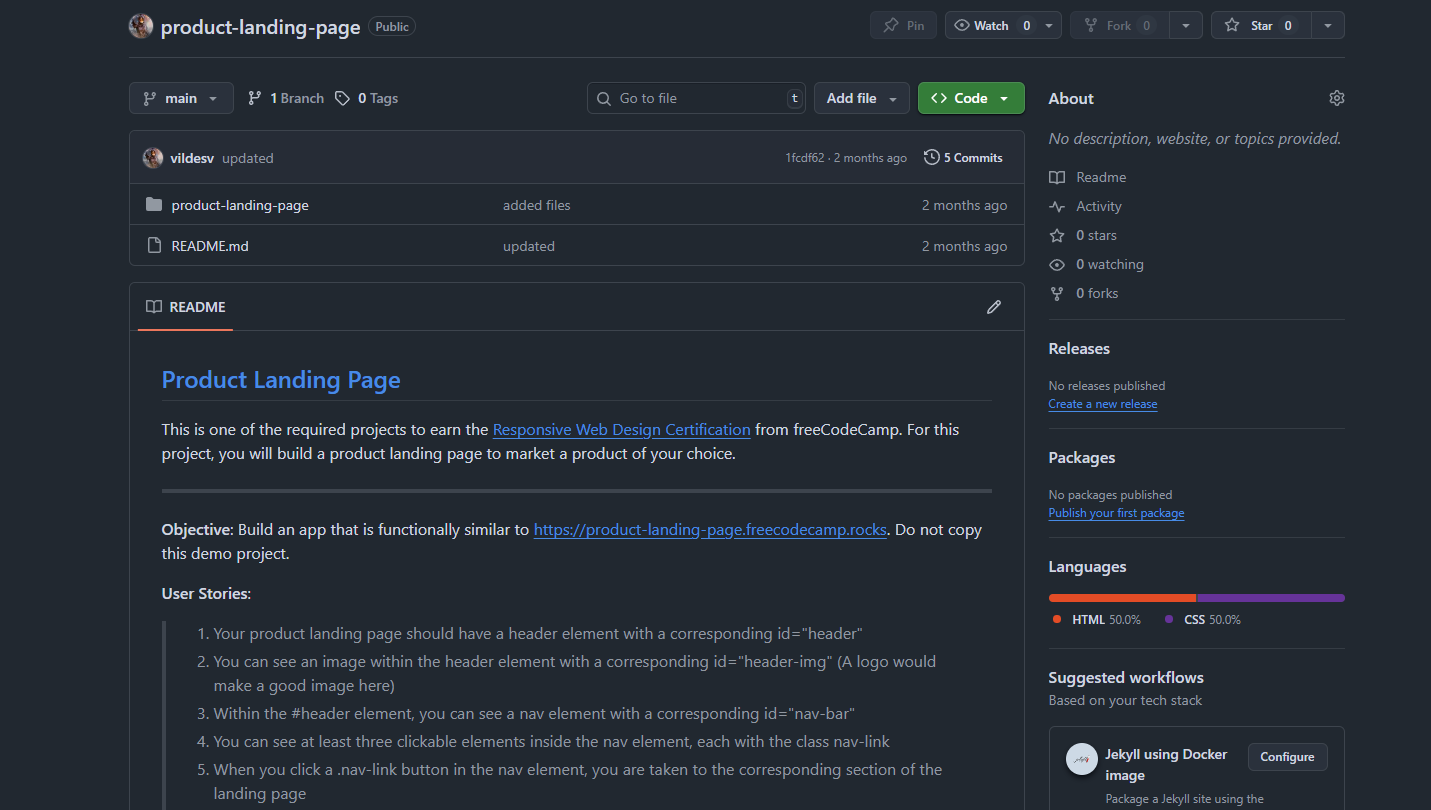 product-landing-page Public Pin Watch 0 Fork 0 Star 0
main 1 Branch 0 Tags Go to file t Add file Code
vildesv updated 1fcdf62 · 2 months ago 5 Commits
product-landing-page added files 2 months ago
README.md updated 2 months ago
README
Product Landing Page
This is one of the required projects to earn the Responsive Web Design Certification from freeCodeCamp. For this
project, you will build a product landing page to market a product of your choice.
Objective: Build an app that is functionally similar to https://product-landing-page.freecodecamp.rocks. Do not copy
this demo project.
User Stories:
1. Your product landing page should have a header element with a corresponding id="header"
2. You can see an image within the header element with a corresponding id="header-img" (A logo would
make a good image here)
3. Within the #header element, you can see a nav element with a corresponding id="nav-bar"
4. You can see at least three clickable elements inside the nav element, each with the class nav-link
5. When you click a .nav-link button in the nav element, you are taken to the corresponding section of the
landing page
About
No description, website, or topics provided.
Readme
Activity
0 stars
0 watching
0 forks
Releases
No releases published
Create a new release
Packages
No packages published
Publish your first package
Languages
HTML 50.0% CSS 50.0%
Suggested workflows
Based on your tech stack
Jekyll using Docker
image
Configure
Package a Jekyll site using the